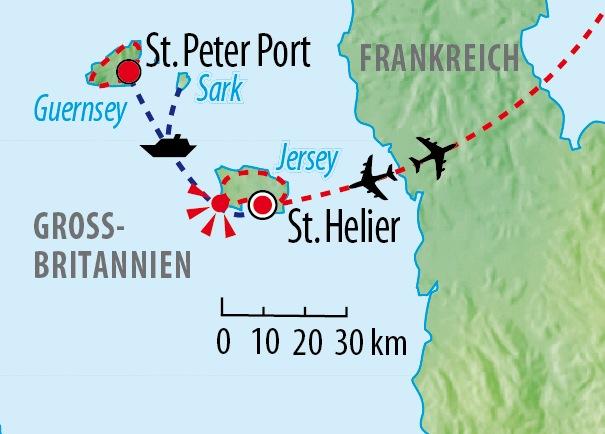 St. Peter Port
FRANKREICH
Sark
Guernsey
Jersey
St. Helier
GROSS-
BRITANNIEN
0 10 20 30 km